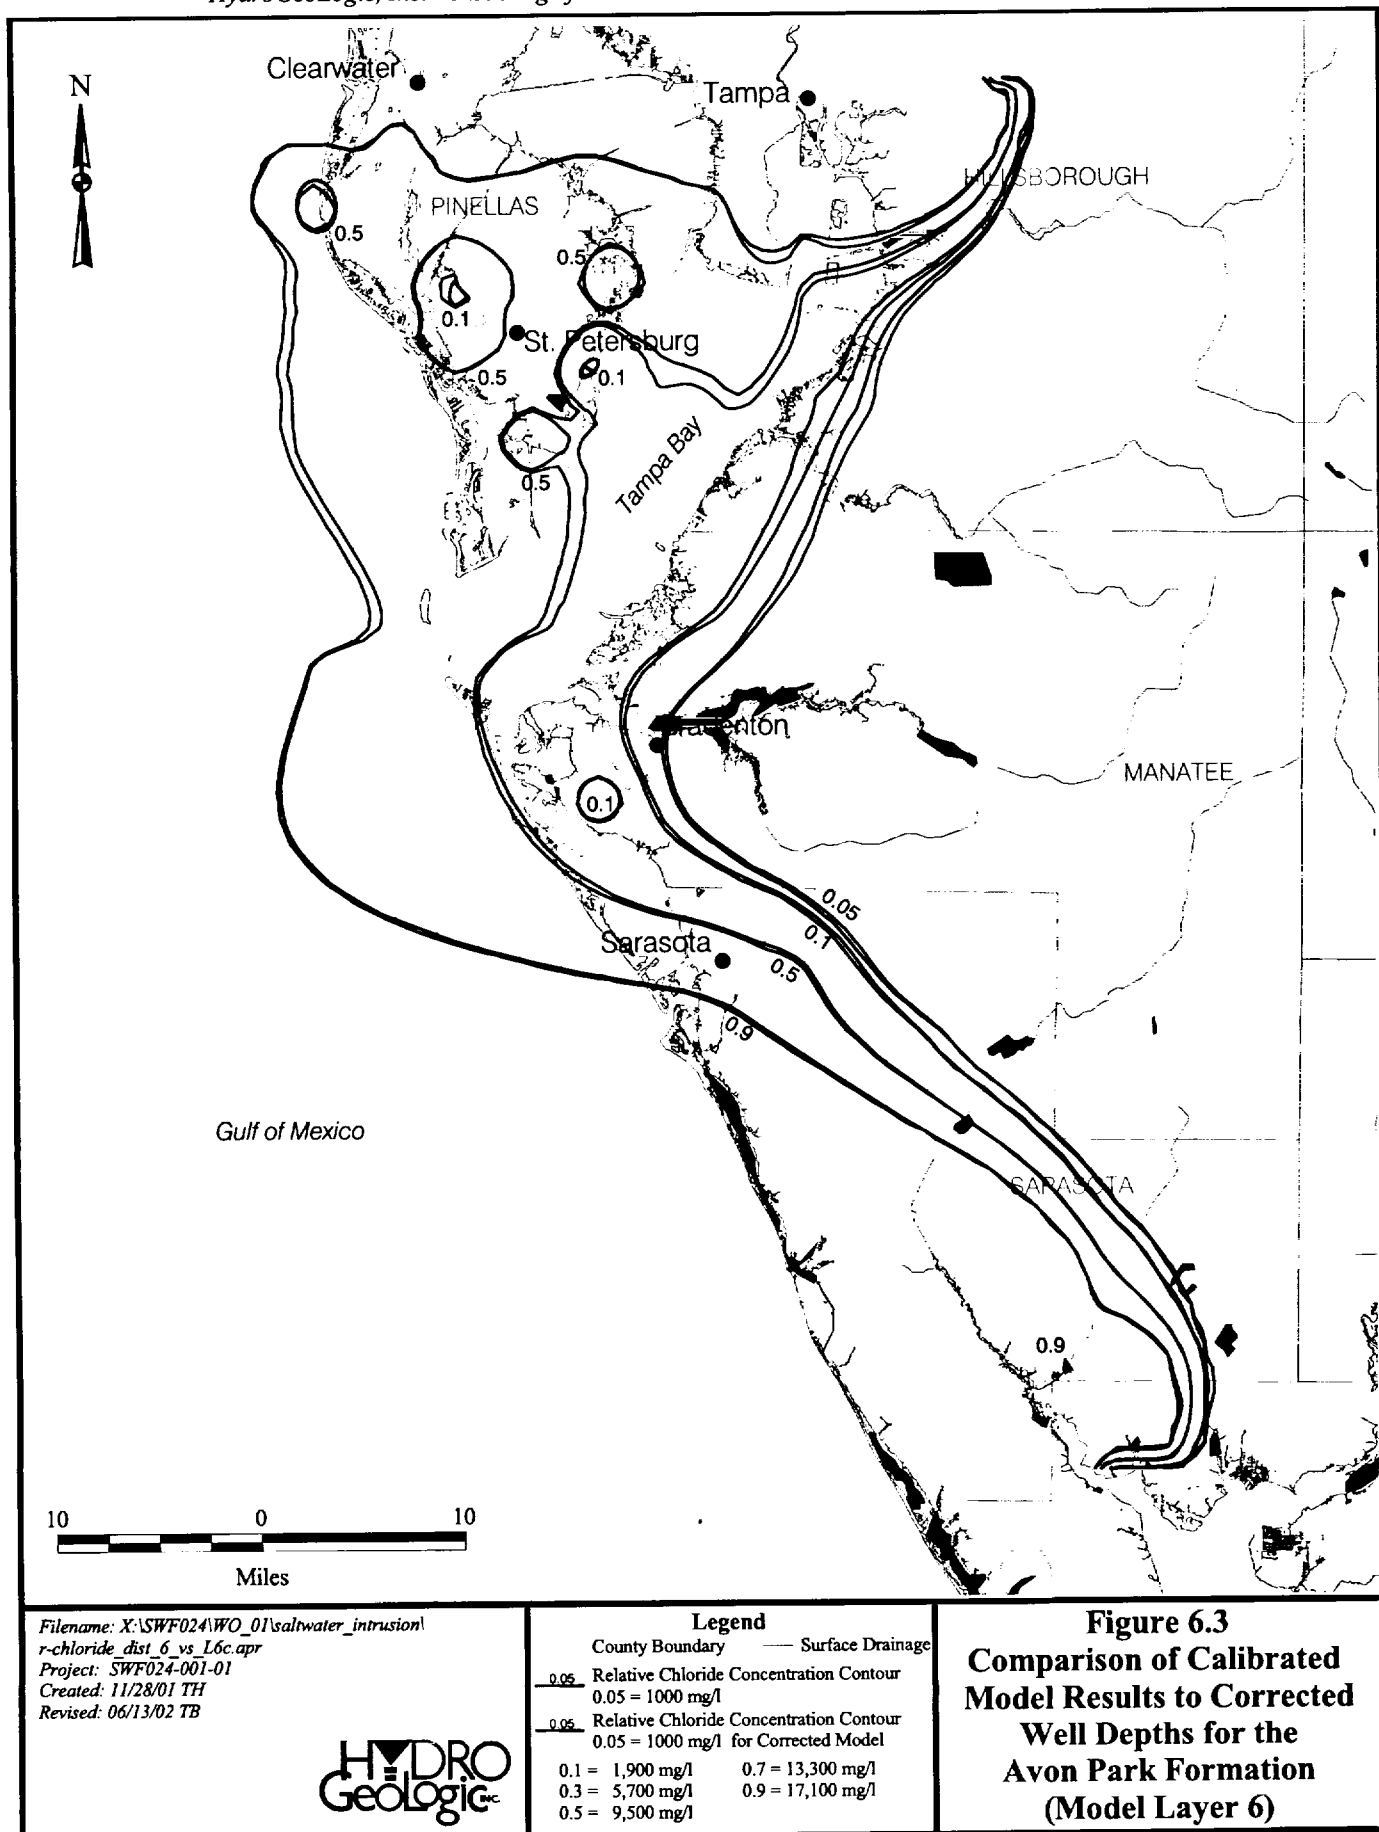 N
Clearwater
Tampa
HILLSBOROUGH
PINELLAS
0.5
0.5
0.1
St. Petersburg
0.5
0.1
0.5
Tampa Bay
Bradenton
MANATEE
0.1
0.05
0.1
Sarasota
0.5
0.9
Gulf of Mexico
SARASOTA
0.9
10 0 10
Miles
Filename: X:\SWF024\WO_01\saltwater_intrusion\
r-chloride_dist_6_vs_L6c.apr
Project: SWF024-001-01
Created: 11/28/01 TH
Revised: 06/13/02 TB
HYDRO
GeoLogic INC.
Legend
County Boundary Surface Drainage
0.05 Relative Chloride Concentration Contour
0.05 = 1000 mg/l
0.05 Relative Chloride Concentration Contour
0.05 = 1000 mg/l for Corrected Model
0.1 = 1,900 mg/l 0.7 = 13,300 mg/l
0.3 = 5,700 mg/l 0.9 = 17,100 mg/l
0.5 = 9,500 mg/l
Figure 6.3
Comparison of Calibrated
Model Results to Corrected
Well Depths for the
Avon Park Formation
(Model Layer 6)